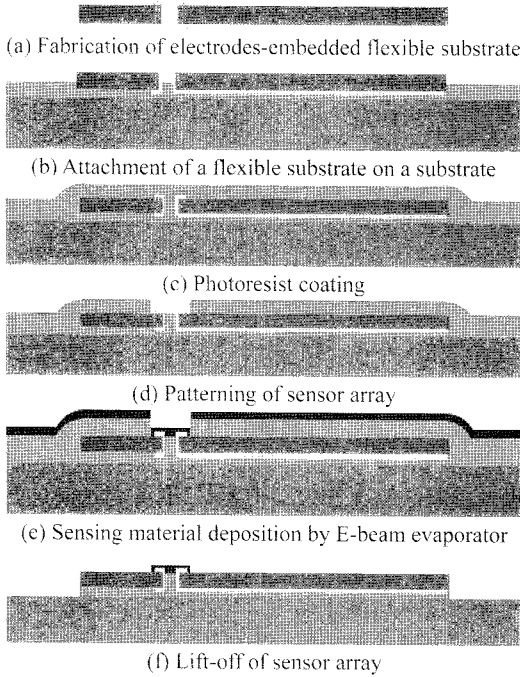 (a) Fabrication of electrodes-embedded flexible substrate
(b) Attachment of a flexible substrate on a substrate
(c) Photoresist coating
(d) Patterning of sensor array
(e) Sensing material deposition by E-beam evaporator
(f) Lift-off of sensor array